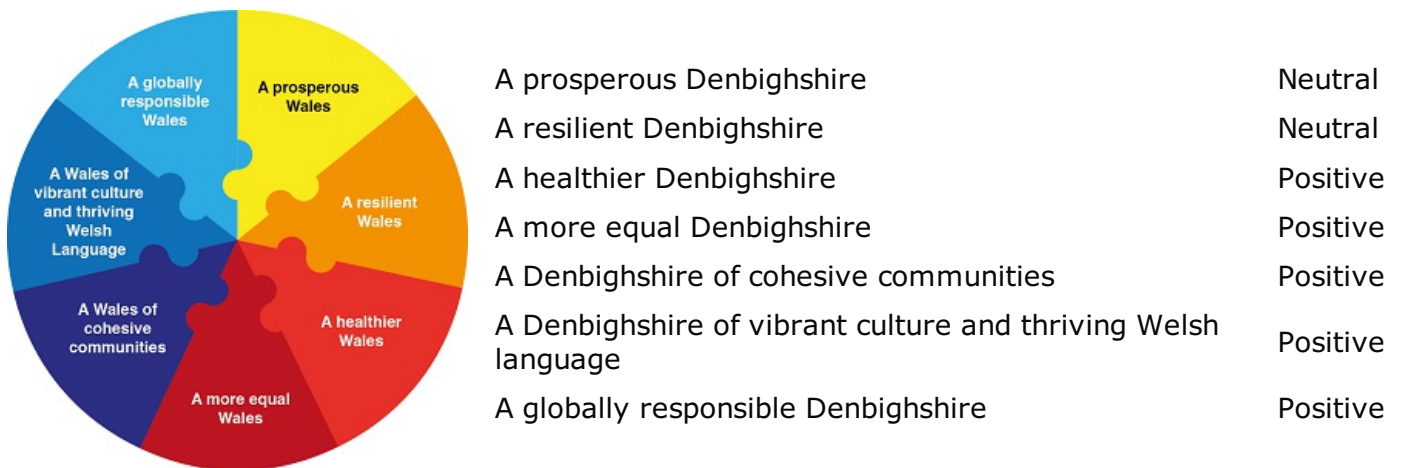 A globally
responsible
Wales
A prosperous
Wales
A Wales of
vibrant culture
and thriving
Welsh
Language
A resilient
Wales
A Wales of
cohesive
communities
A healthier
Wales
A more equal
Wales
A prosperous Denbighshire Neutral
A resilient Denbighshire Neutral
A healthier Denbighshire Positive
A more equal Denbighshire Positive
A Denbighshire of cohesive communities Positive
A Denbighshire of vibrant culture and thriving Welsh
language Positive
A globally responsible Denbighshire Positive